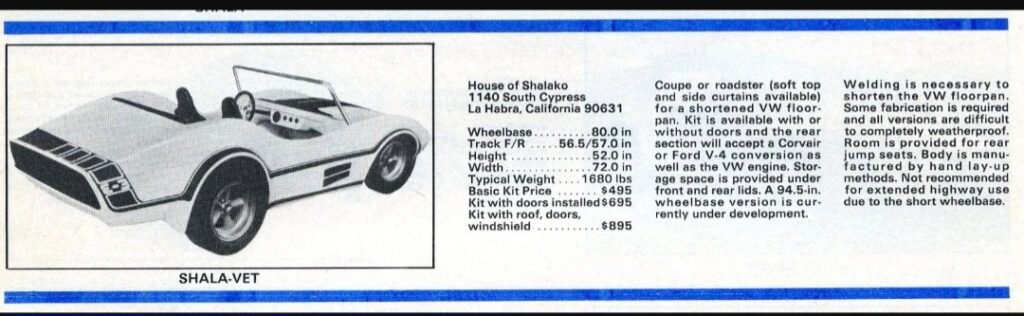 SHALA-VET
House of Shalako
1140 South Cypress
La Habra, California 90631
Wheelbase..........80.0 in
Track F/R .....56.5/57.0 in
Height ..............52.0 in
Width...............72.0 in
Typical Weight ....1680 lbs
Basic Kit Price ....... $495
Kit with doors installed $695
Kit with roof, doors,
windshield ...........$895
Coupe or roadster (soft top
and side curtains available)
for a shortened VW floor-
pan. Kit is available with or
without doors and the rear
section will accept a Corvair
or Ford V-4 conversion as
well as the VW engine. Stor-
age space is provided under
front and rear lids. A 94.5-in.
wheelbase version is cur-
rently under development.
Welding is necessary to
shorten the VW floorpan.
Some fabrication is required
and all versions are difficult
to completely weatherproof.
Room is provided for rear
jump seats. Body is manu-
factured by hand lay-up
methods. Not recommended
for extended highway use
due to the short wheelbase.